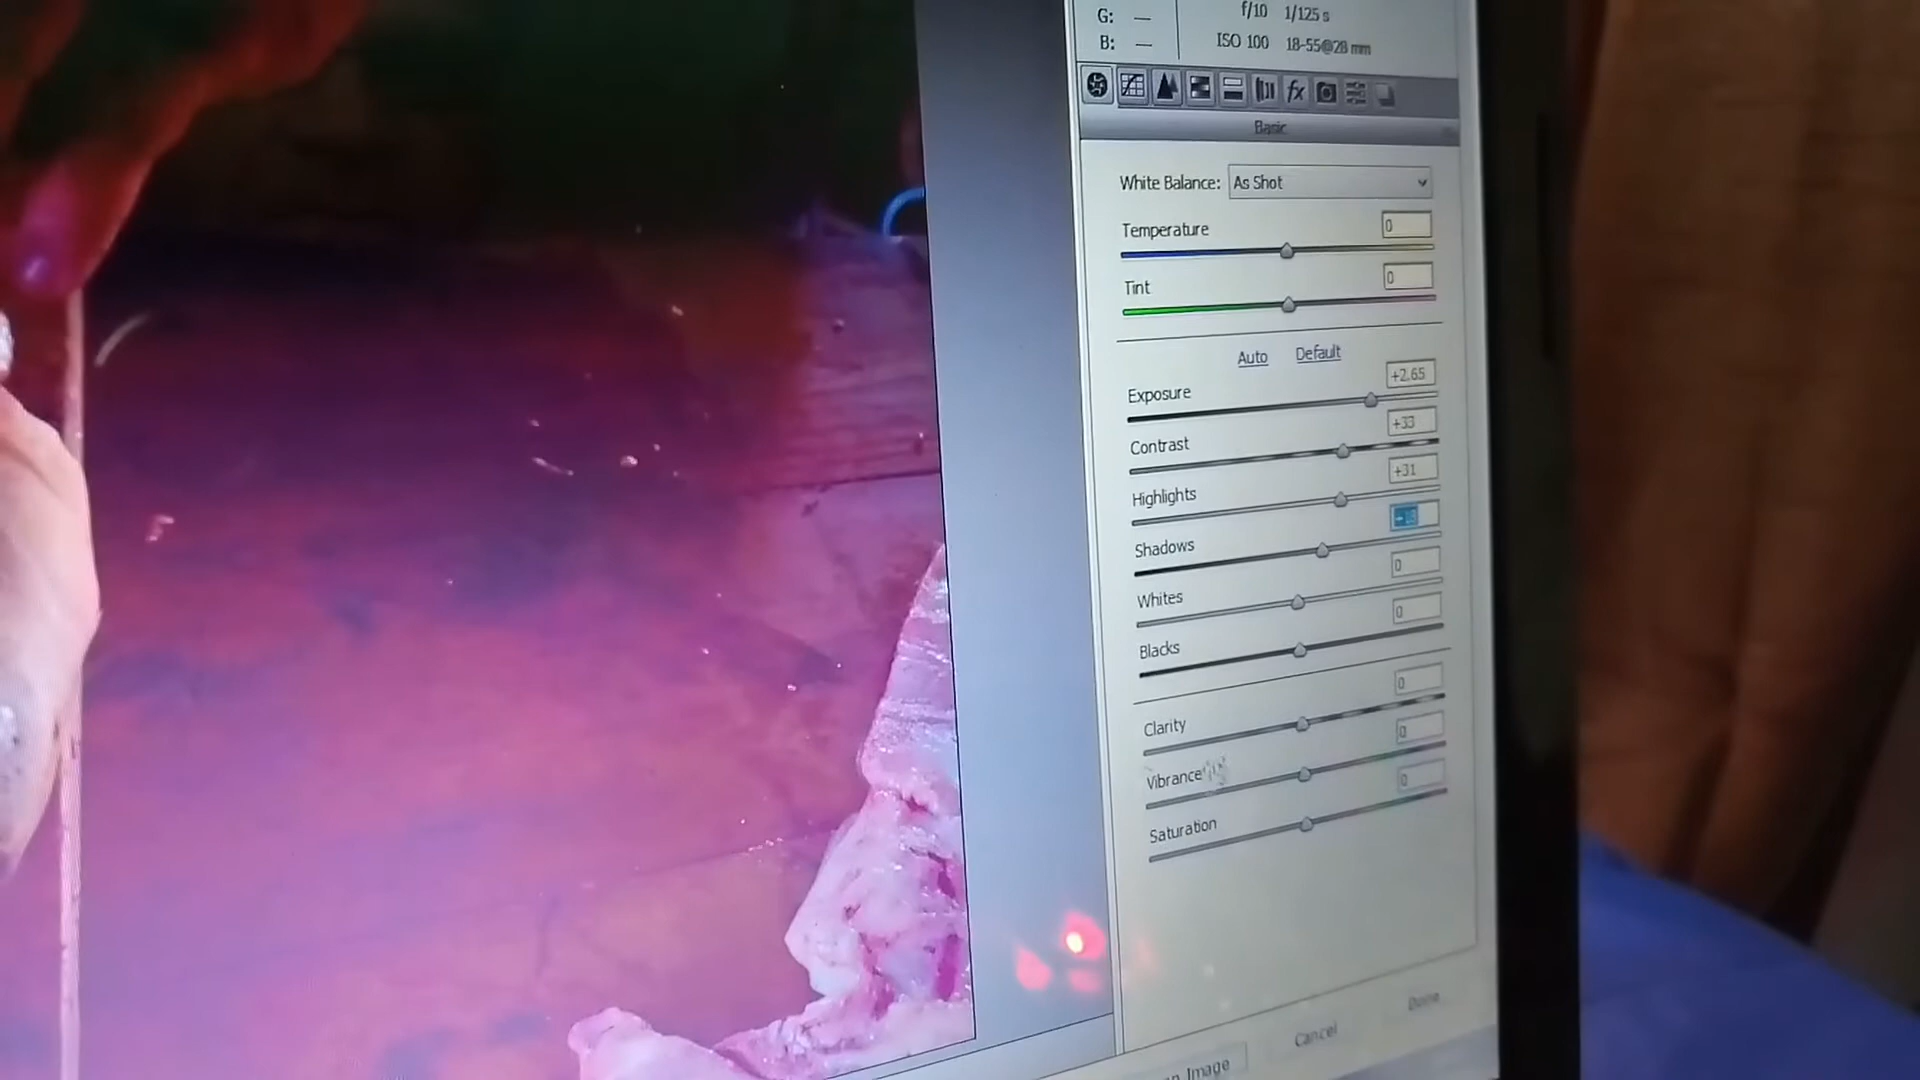 G: —
f/10 1/125 s
B: —
ISO 100 18-55@28 mm
fx
Basic
White Balance: As Shot
Temperature 0
Tint 0
Auto Default
Exposure +2.65
Contrast +33
Highlights +31
Shadows
Whites 0
Blacks 0
Clarity 0
Vibrance 0
Saturation 0
Done
Cancel
Image